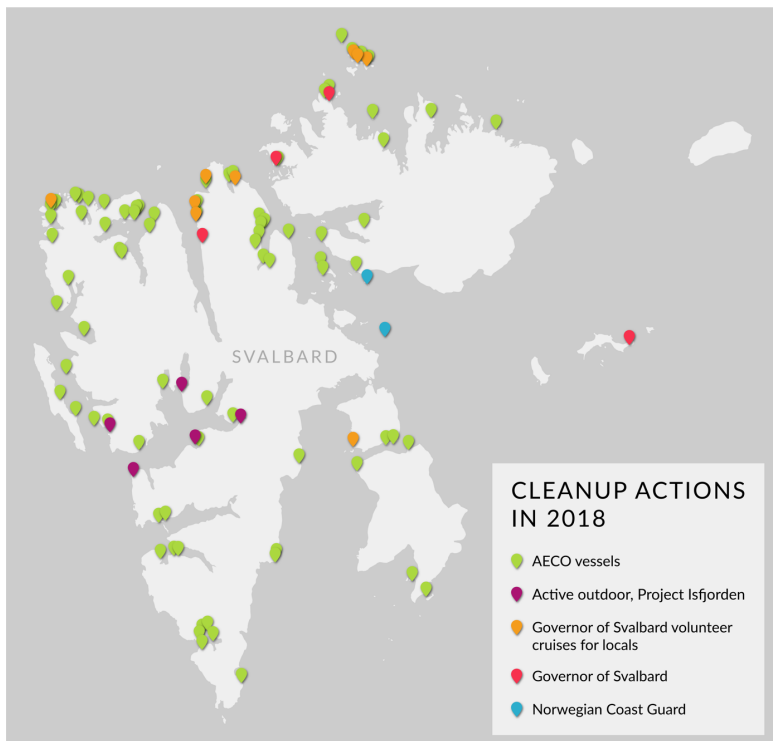 SVALBARD
CLEANUP ACTIONS
IN 2018
AECO vessels
Active outdoor, Project Isfjorden
Governor of Svalbard volunteer
cruises for locals
Governor of Svalbard
Norwegian Coast Guard